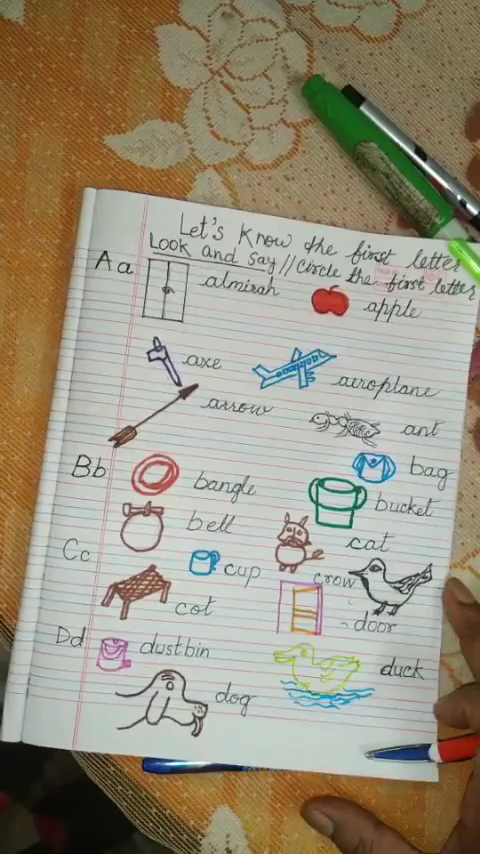 Let's Know the first letter
Look and say//circle the first letter
Aa almirah apple
axe aeroplane
arrow ant
Bb bangle bag
bucket
bell cat
Cc cup crow
cot door
Dd dustbin duck
dog